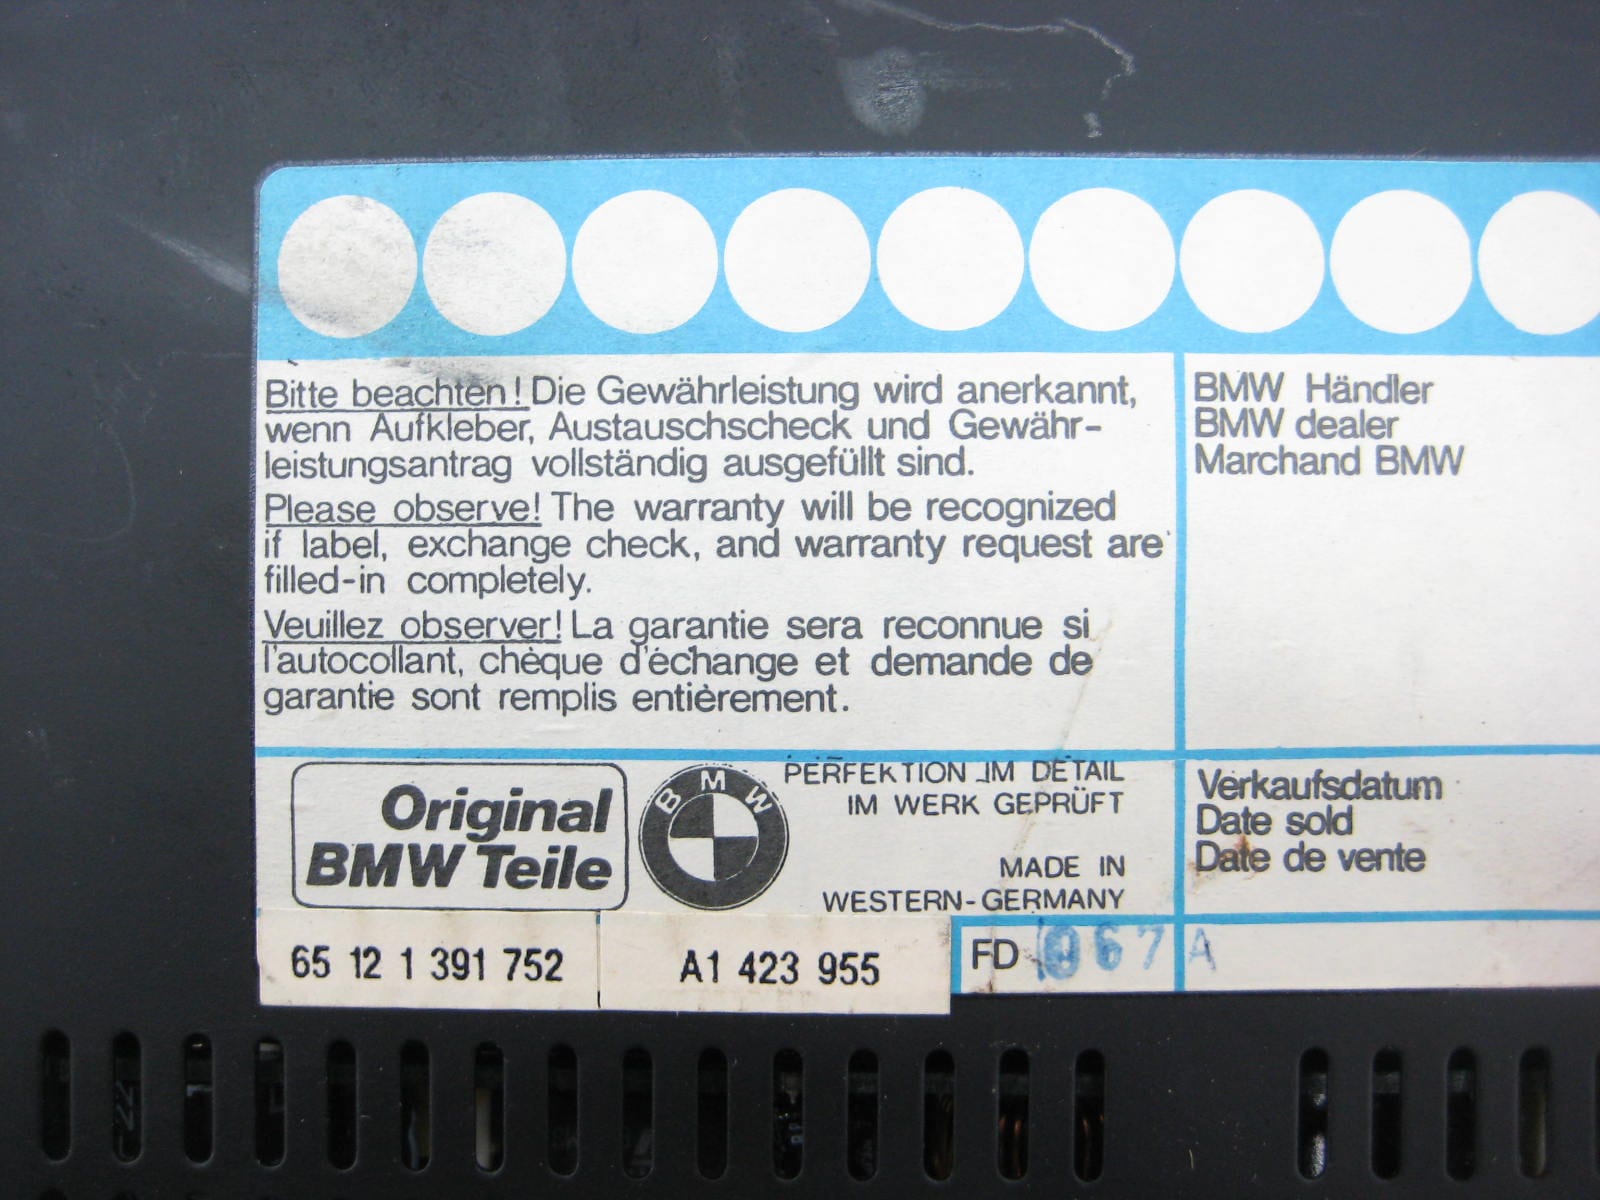 Bitte beachten! Die Gewährleistung wird anerkannt,
wenn Aufkleber, Austauschscheck und Gewähr-
leistungsantrag vollständig ausgefüllt sind.
Please observe! The warranty will be recognized
if label, exchange check, and warranty request are
filled-in completely.
Veuillez observer! La garantie sera reconnue si
l'autocollant, chèque d'échange et demande de
garantie sont remplis entièrement.
BMW Händler
BMW dealer
Marchand BMW
Original
BMW Teile
BMW
PERFEKTION IM DETAIL
IM WERK GEPRÜFT
MADE IN
WESTERN-GERMANY
Verkaufsdatum
Date sold
Date de vente
65 12 1 391 752
A1 423 955
FD 67 A